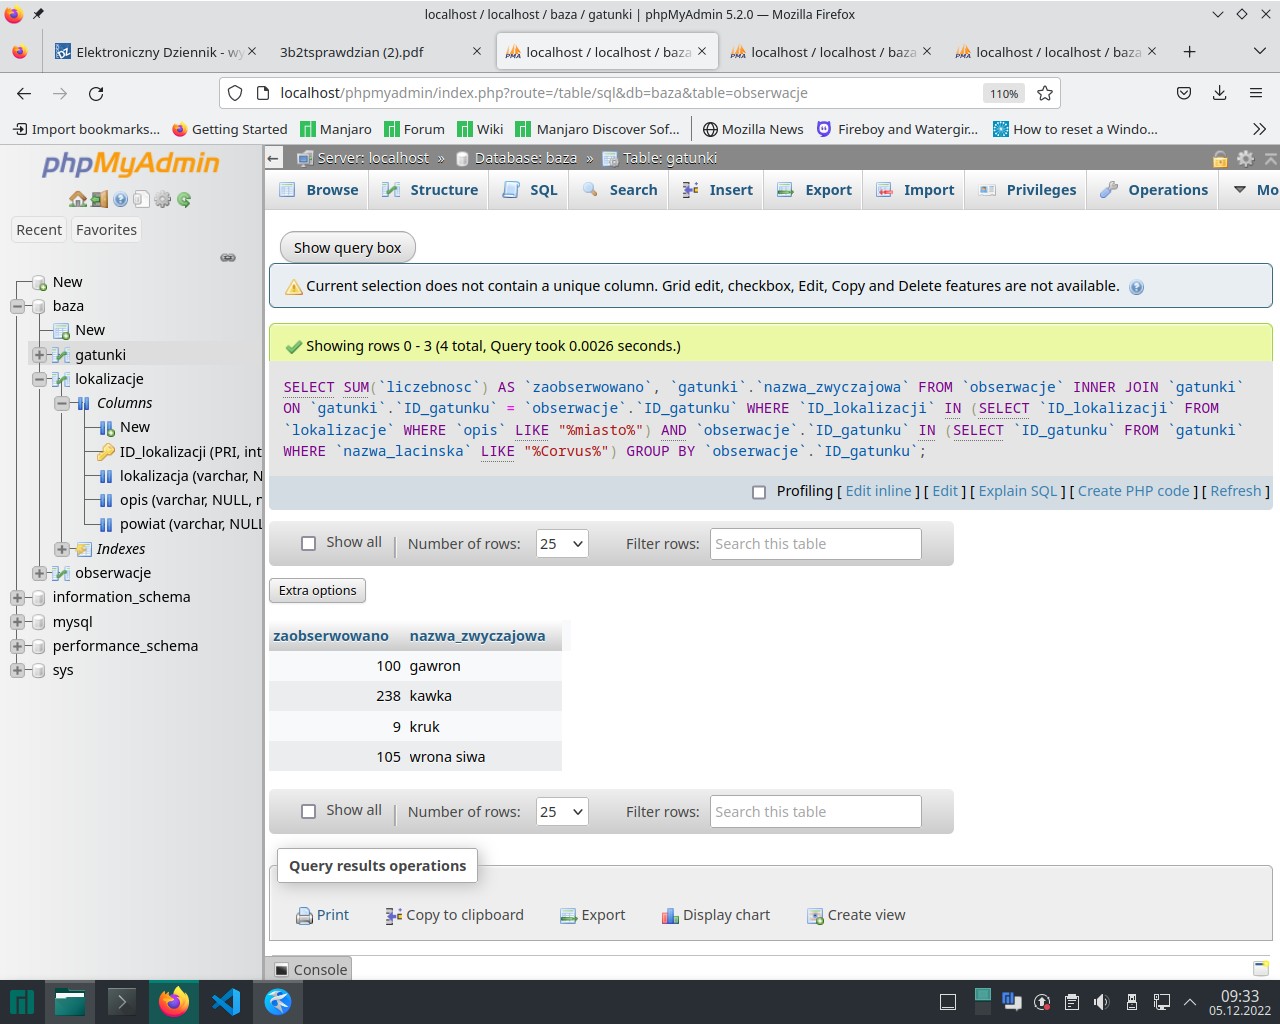 localhost / localhost / baza / gatunki | phpMyAdmin 5.2.0 — Mozilla Firefox
Elektroniczny Dziennik - wy
3b2tsprawdzian (2).pdf
localhost / localhost / baza
localhost / localhost / baza
localhost / localhost / baza
localhost/phpmyadmin/index.php?route=/table/sql&db=baza&table=obserwacje
110%
Import bookmarks...
Getting Started
Manjaro
Forum
Wiki
Manjaro Discover Sof...
Mozilla News
Fireboy and Watergir...
How to reset a Windo...
phpMyAdmin
Recent
Favorites
New
baza
New
gatunki
lokalizacje
Columns
New
ID_lokalizacji (PRI, int
lokalizacja (varchar, N
opis (varchar, NULL, n
powiat (varchar, NULL
Indexes
obserwacje
information_schema
mysql
performance_schema
sys
Server: localhost » Database: baza » Table: gatunki
Browse
Structure
SQL
Search
Insert
Export
Import
Privileges
Operations
Mo
Show query box
Current selection does not contain a unique column. Grid edit, checkbox, Edit, Copy and Delete features are not available.
Showing rows 0 - 3 (4 total, Query took 0.0026 seconds.)
SELECT SUM(`liczebnosc`) AS `zaobserwowano`, `gatunki`.`nazwa_zwyczajowa` FROM `obserwacje` INNER JOIN `gatunki`
ON `gatunki`.`ID_gatunku` = `obserwacje`.`ID_gatunku` WHERE `ID_lokalizacji` IN (SELECT `ID_lokalizacji` FROM
`lokalizacje` WHERE `opis` LIKE "%miasto%") AND `obserwacje`.`ID_gatunku` IN (SELECT `ID_gatunku` FROM `gatunki`
WHERE `nazwa_lacinska` LIKE "%Corvus%") GROUP BY `obserwacje`.`ID_gatunku`;
Profiling [ Edit inline ] [ Edit ] [ Explain SQL ] [ Create PHP code ] [ Refresh ]
Show all
Number of rows:
25
Filter rows:
Search this table
Extra options
zaobserwowano nazwa_zwyczajowa
100 gawron
238 kawka
9 kruk
105 wrona siwa
Show all
Number of rows:
25
Filter rows:
Search this table
Query results operations
Print
Copy to clipboard
Export
Display chart
Create view
Console
09:33
05.12.2022